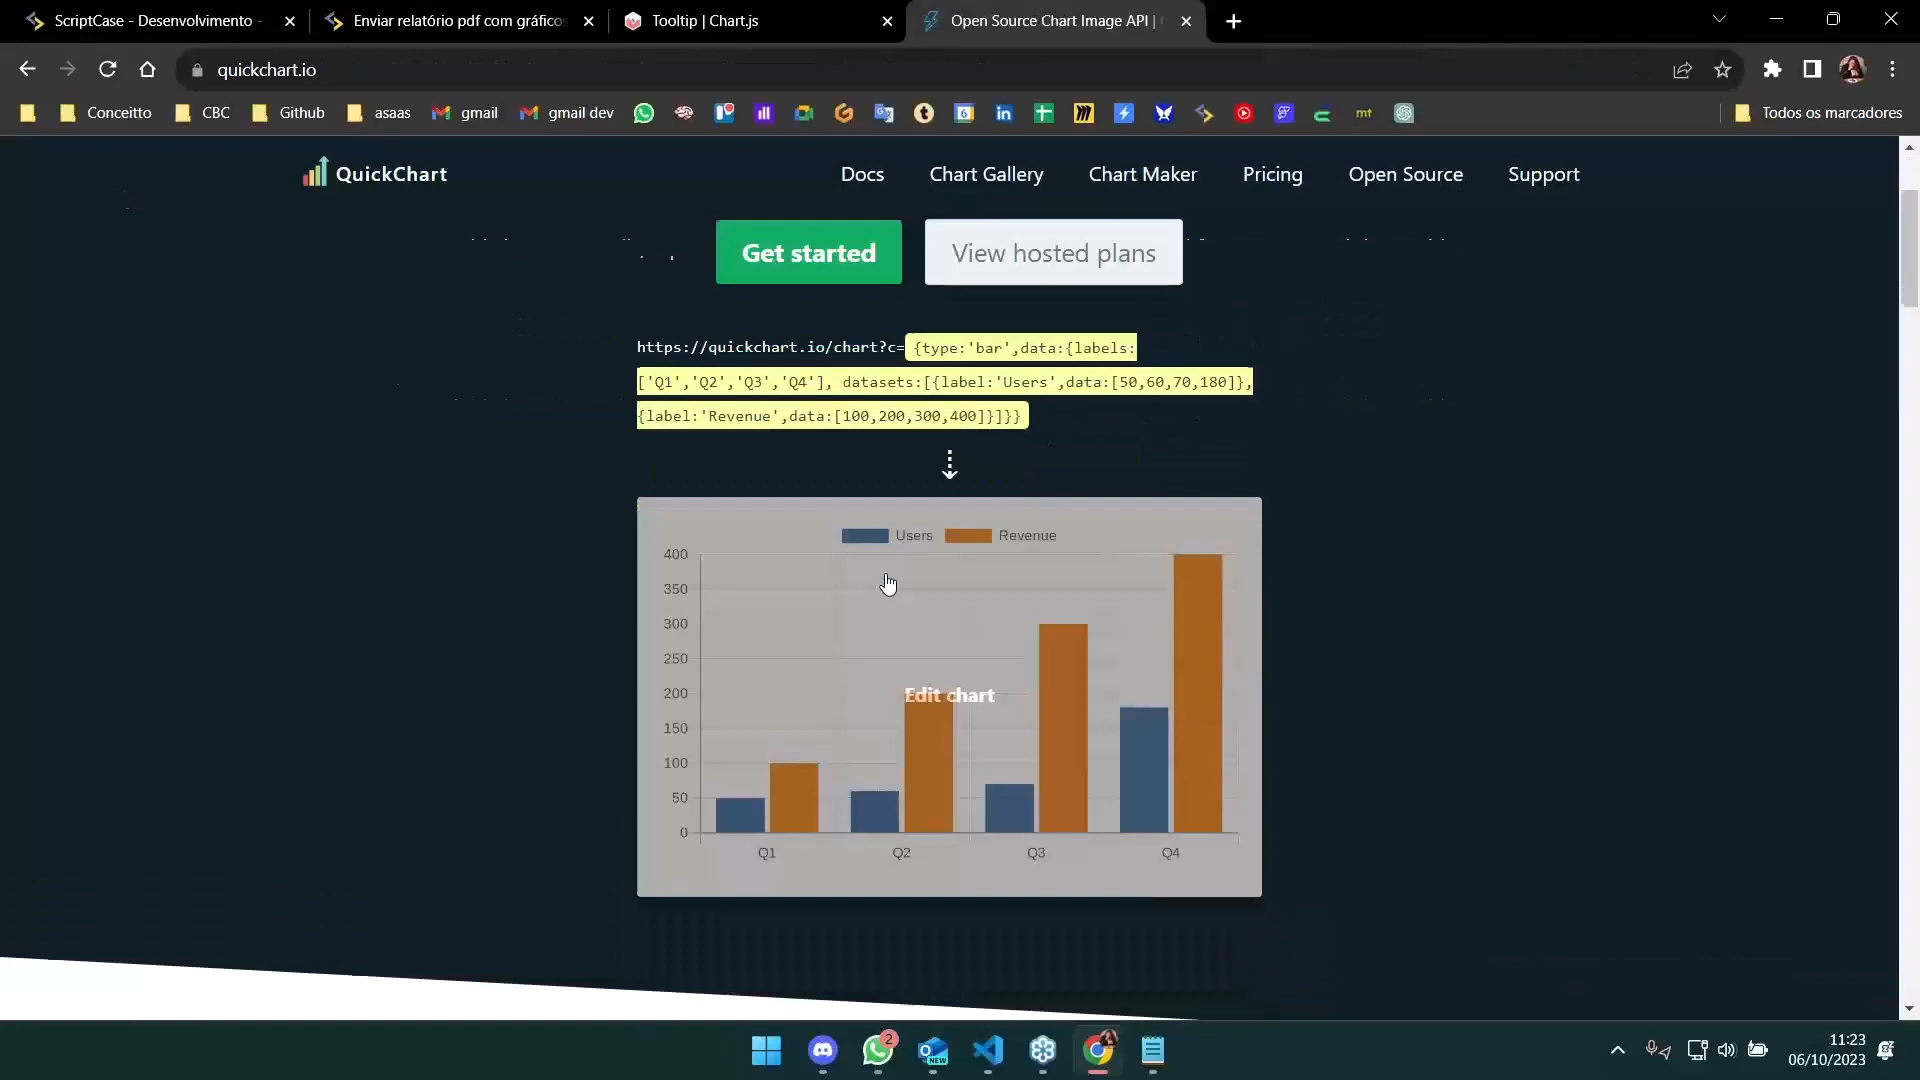 ScriptCase - Desenvolvimento -
Enviar relatório pdf com gráficos
Tooltip | Chart.js
Open Source Chart Image API |
quickchart.io
Conceitto
CBC
Github
asaas
gmail
gmail dev
mt
Todos os marcadores
QuickChart
Docs
Chart Gallery
Chart Maker
Pricing
Open Source
Support
Get started
View hosted plans
https://quickchart.io/chart?c={type:'bar',data:{labels:
['Q1','Q2','Q3','Q4'], datasets:[{label:'Users',data:[50,60,70,180]},
{label:'Revenue',data:[100,200,300,400]}]}}
Users
Revenue
400
350
300
250
200
150
100
50
0
Edit chart
Q1
Q2
Q3
Q4
2
NEW
11:23
06/10/2023